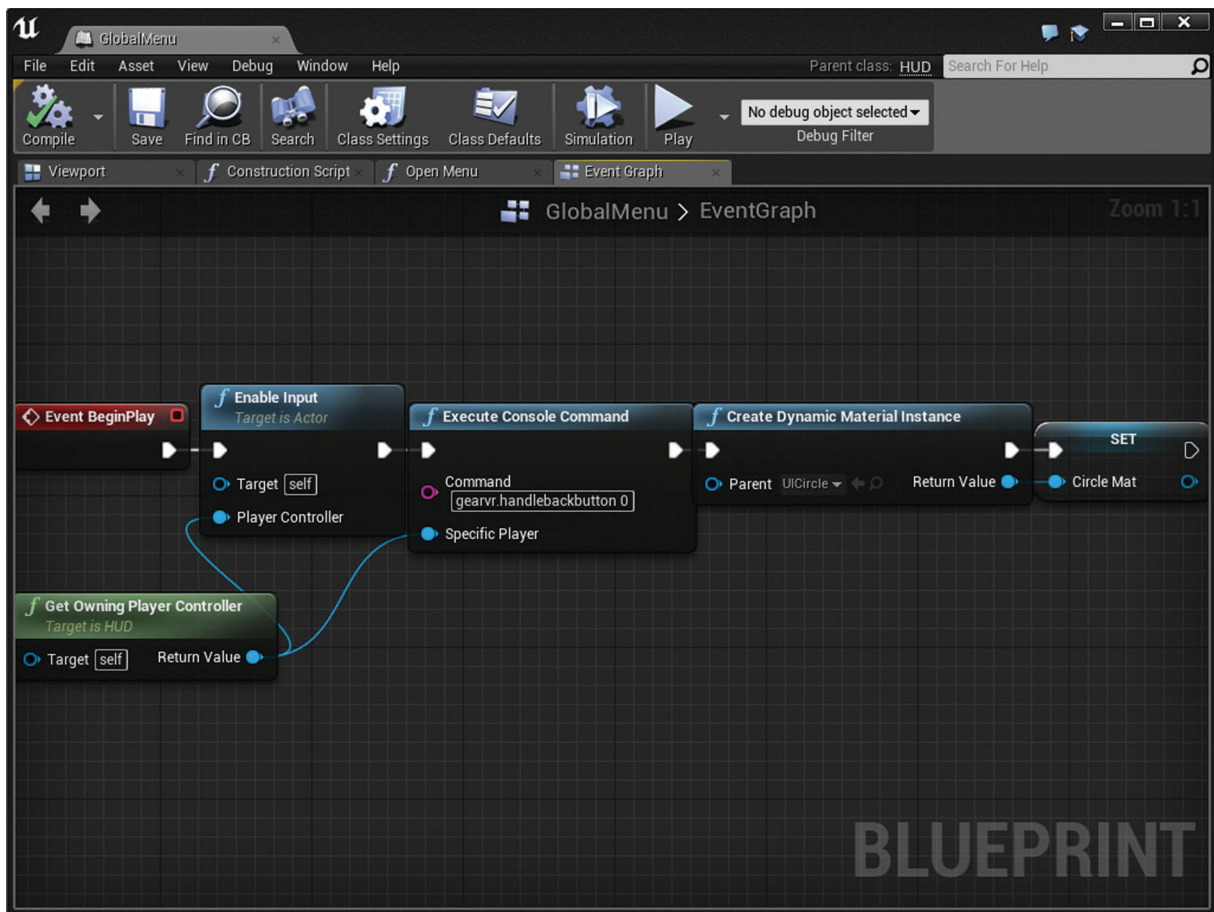 GlobalMenu
File Edit Asset View Debug Window Help Parent class: HUD Search For Help
Compile Save Find in CB Search Class Settings Class Defaults Simulation Play No debug object selected
Debug Filter
Viewport f Construction Script f Open Menu Event Graph
GlobalMenu > EventGraph Zoom 1:1
Event BeginPlay
f Enable Input
Target is Actor
Target self
Player Controller
f Execute Console Command
Command
gearvr.handlebackbutton 0
Specific Player
f Create Dynamic Material Instance
Parent UICircle Return Value
SET
Circle Mat
f Get Owning Player Controller
Target is HUD
Target self Return Value
BLUEPRINT